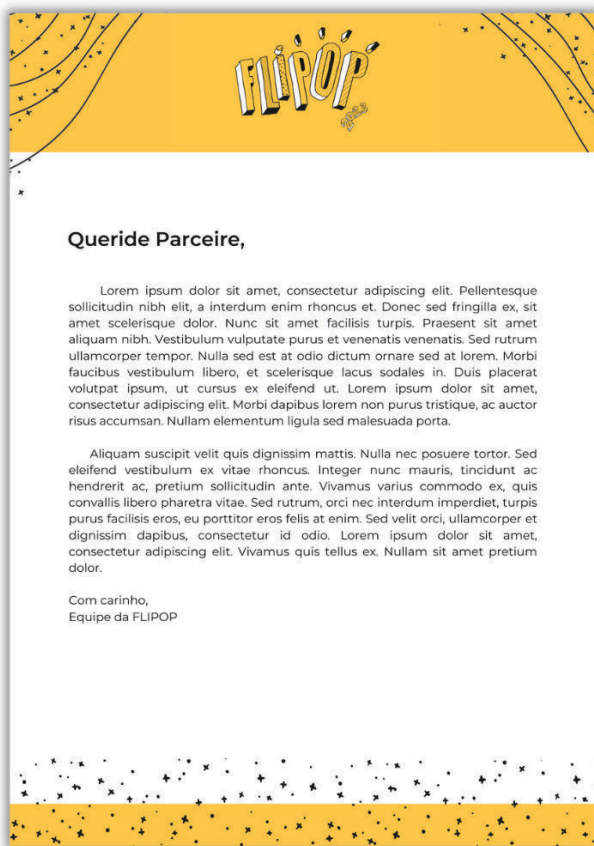 FLIPOP
2023
Queride Parceire,
Lorem ipsum dolor sit amet, consectetur adipiscing elit. Pellentesque
sollicitudin nibh elit, a interdum enim rhoncus et. Donec sed fringilla ex, sit
amet scelerisque dolor. Nunc sit amet facilisis turpis. Praesent sit amet
aliquam nibh. Vestibulum vulputate purus et venenatis venenatis. Sed rutrum
ullamcorper tempor. Nulla sed est at odio dictum ornare sed at lorem. Morbi
faucibus vestibulum libero, et scelerisque lacus sodales in. Duis placerat
volutpat ipsum, ut cursus ex eleifend ut. Lorem ipsum dolor sit amet,
consectetur adipiscing elit. Morbi dapibus lorem non purus tristique, ac auctor
risus accumsan. Nullam elementum ligula sed malesuada porta.
Aliquam suscipit velit quis dignissim mattis. Nulla nec posuere tortor. Sed
eleifend vestibulum ex vitae rhoncus. Integer nunc mauris, tincidunt ac
hendrerit ac, pretium sollicitudin ante. Vivamus varius commodo ex, quis
convallis libero pharetra vitae. Sed rutrum, orci nec interdum imperdiet, turpis
purus facilisis eros, eu porttitor eros felis at enim. Sed velit orci, ullamcorper et
dignissim dapibus, consectetur id odio. Lorem ipsum dolor sit amet,
consectetur adipiscing elit. Vivamus quis tellus ex. Nullam sit amet pretium
dolor.
Com carinho,
Equipe da FLIPOP